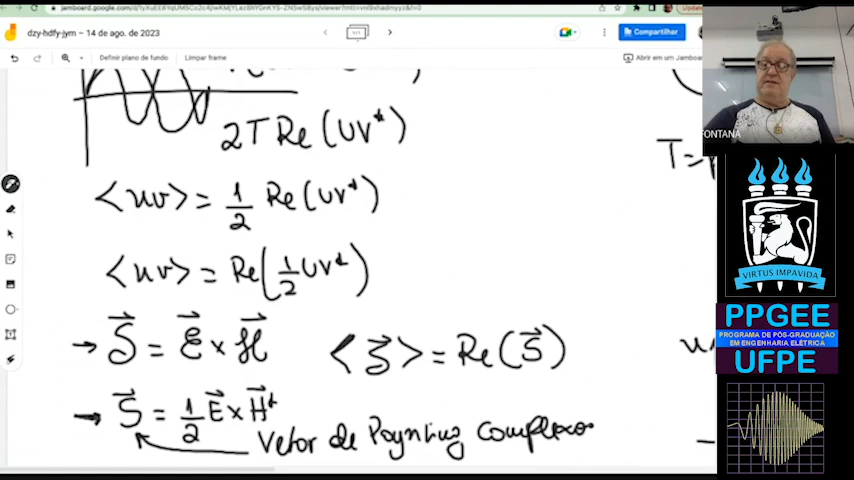 dzy-hdfy-jym – 14 de ago. de 2023
1/1
Compartilhar
Definir plano de fundo
Limpar frame
Abrir em um Jamboard
FONTANA
2T Re (UV*)
T=
<uv> = 1/2 Re(UV*)
<uv> = Re(1/2 UV*)
→ S⃗ = E⃗ × H⃗
<S⃗> = Re(S⃗)
→ S⃗ = 1/2 E⃗ × H⃗*
Vetor de Poynting Complexo
VIRTUS IMPAVIDA
PPGEE
PROGRAMA DE PÓS-GRADUAÇÃO
EM ENGENHARIA ELÉTRICA
UFPE